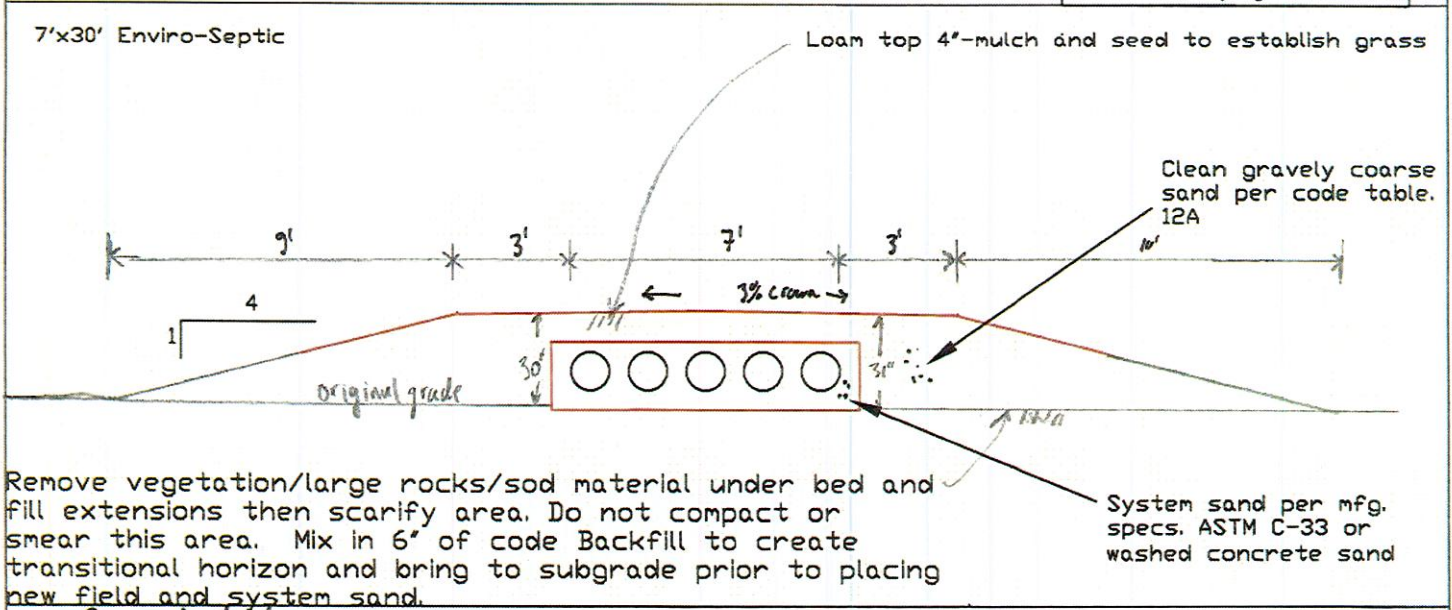 7'x30' Enviro-Septic
Loam top 4"-mulch and seed to establish grass
Clean gravely coarse
sand per code table.
12A
9'
3'
7'
3'
10'
4
1
3% crown
30"
31"
original grade
Remove vegetation/large rocks/sod material under bed and
fill extensions then scarify area. Do not compact or
smear this area. Mix in 6" of code Backfill to create
transitional horizon and bring to subgrade prior to placing
new field and system sand.
System sand per mfg.
specs. ASTM C-33 or
washed concrete sand